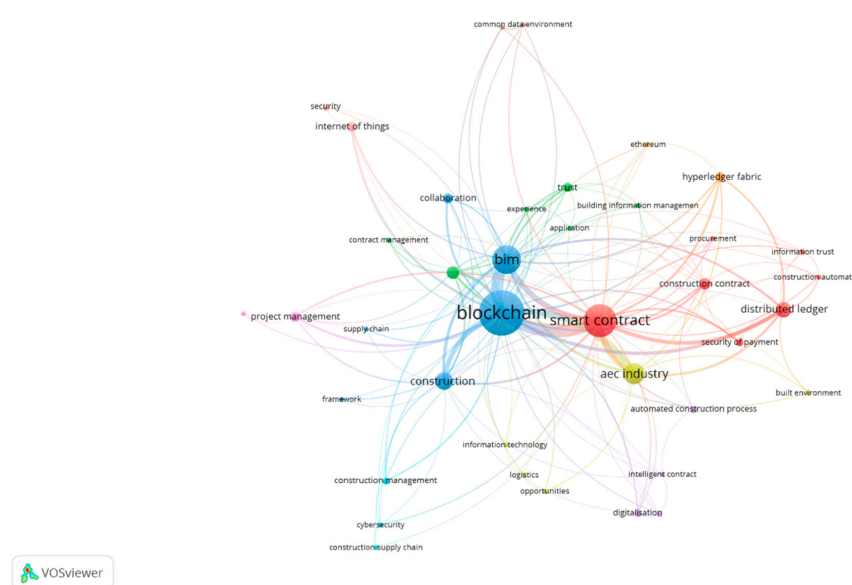 common data environment
security
internet of things
ethereum
hyperledger fabric
trust
collaboration
experience
building information managemen
application
contract management
procurement
information trust
bim
construction automat
construction contract
distributed ledger
blockchain
smart contract
project management
supply chain
security of payment
aec industry
construction
built environment
framework
automated construction process
information technology
logistics
intelligent contract
construction management
opportunities
digitalisation
cybersecurity
construction supply chain
VOSviewer